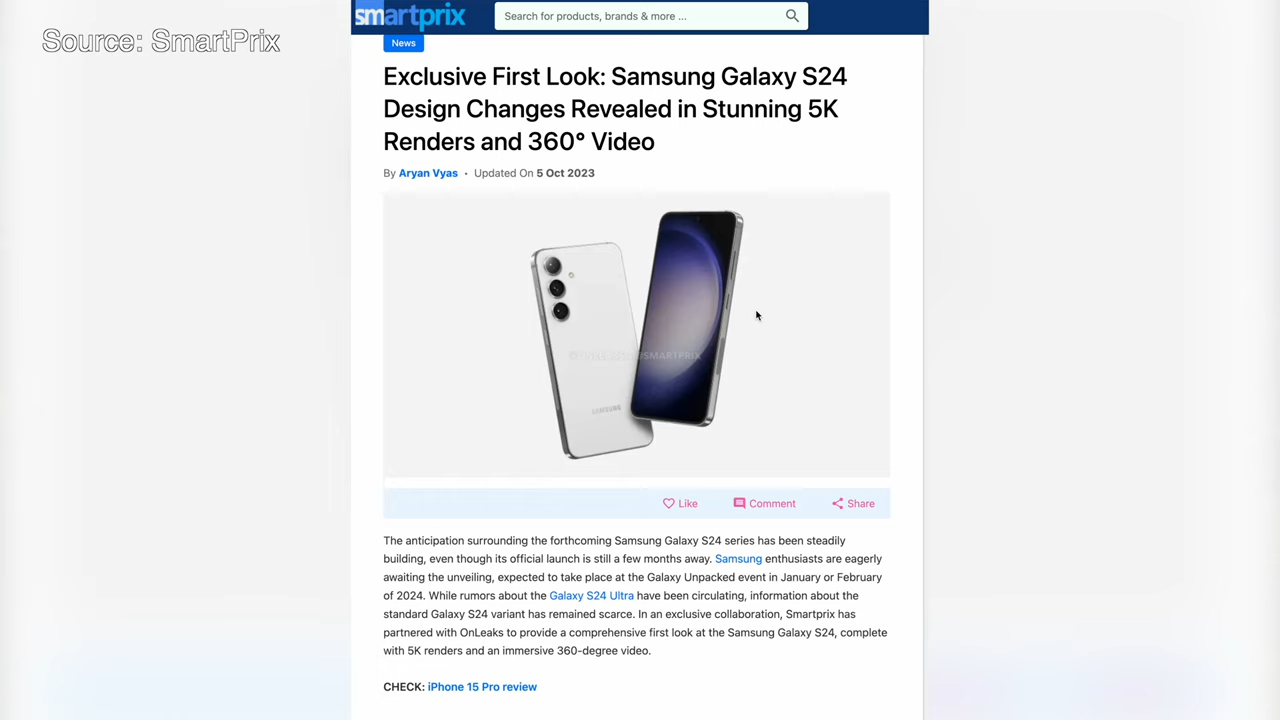 smartprix
Search for products, brands & more ...
Source: SmartPrix
News
Exclusive First Look: Samsung Galaxy S24
Design Changes Revealed in Stunning 5K
Renders and 360° Video
By Aryan Vyas • Updated On 5 Oct 2023
SMARTPRIX
SAMSUNG
Like
Comment
Share
The anticipation surrounding the forthcoming Samsung Galaxy S24 series has been steadily
building, even though its official launch is still a few months away. Samsung enthusiasts are eagerly
awaiting the unveiling, expected to take place at the Galaxy Unpacked event in January or February
of 2024. While rumors about the Galaxy S24 Ultra have been circulating, information about the
standard Galaxy S24 variant has remained scarce. In an exclusive collaboration, Smartprix has
partnered with OnLeaks to provide a comprehensive first look at the Samsung Galaxy S24, complete
with 5K renders and an immersive 360-degree video.
CHECK: iPhone 15 Pro review